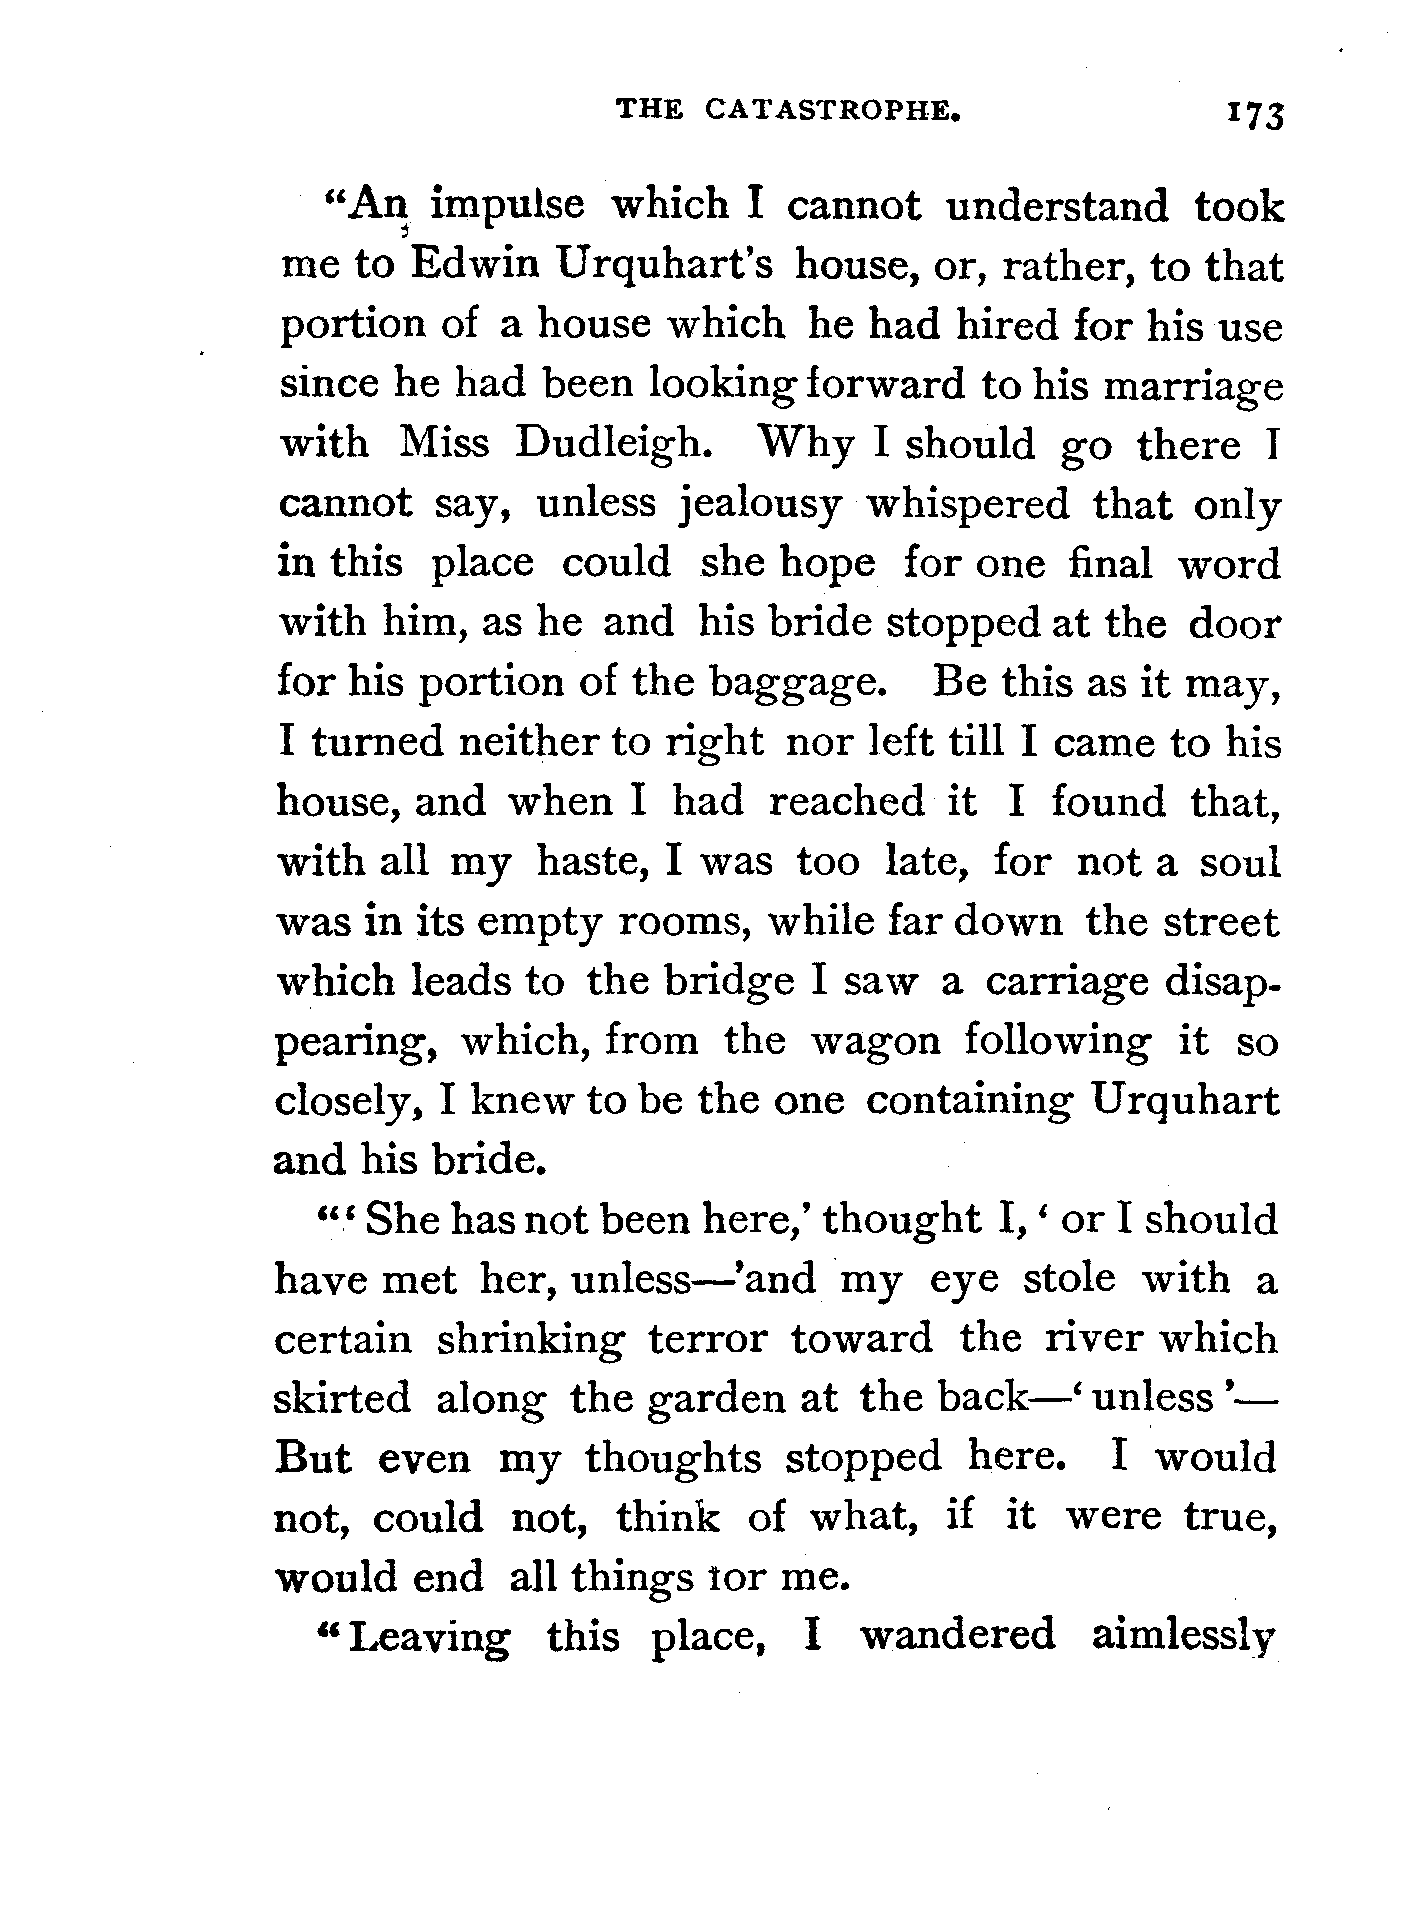 THE CATASTROPHE. 173
“An impulse which I cannot understand took
me to Edwin Urquhart's house, or, rather, to that
portion of a house which he had hired for his use
since he had been looking forward to his marriage
with Miss Dudleigh. Why I should go there I
cannot say, unless jealousy whispered that only
in this place could she hope for one final word
with him, as he and his bride stopped at the door
for his portion of the baggage. Be this as it may,
I turned neither to right nor left till I came to his
house, and when I had reached it I found that,
with all my haste, I was too late, for not a soul
was in its empty rooms, while far down the street
which leads to the bridge I saw a carriage disap-
pearing, which, from the wagon following it so
closely, I knew to be the one containing Urquhart
and his bride.
“‘ She has not been here,’ thought I, ‘ or I should
have met her, unless—’and my eye stole with a
certain shrinking terror toward the river which
skirted along the garden at the back—‘ unless ’—
But even my thoughts stopped here. I would
not, could not, think of what, if it were true,
would end all things for me.
“ Leaving this place, I wandered aimlessly